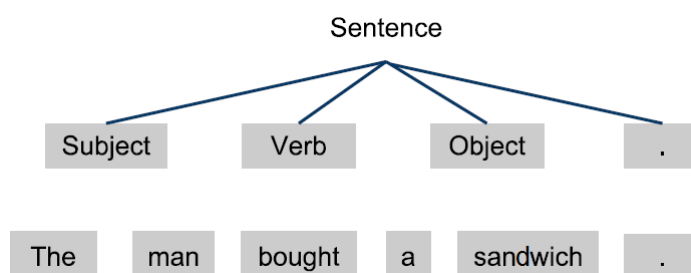 Sentence
Subject Verb Object .
The man bought a sandwich .